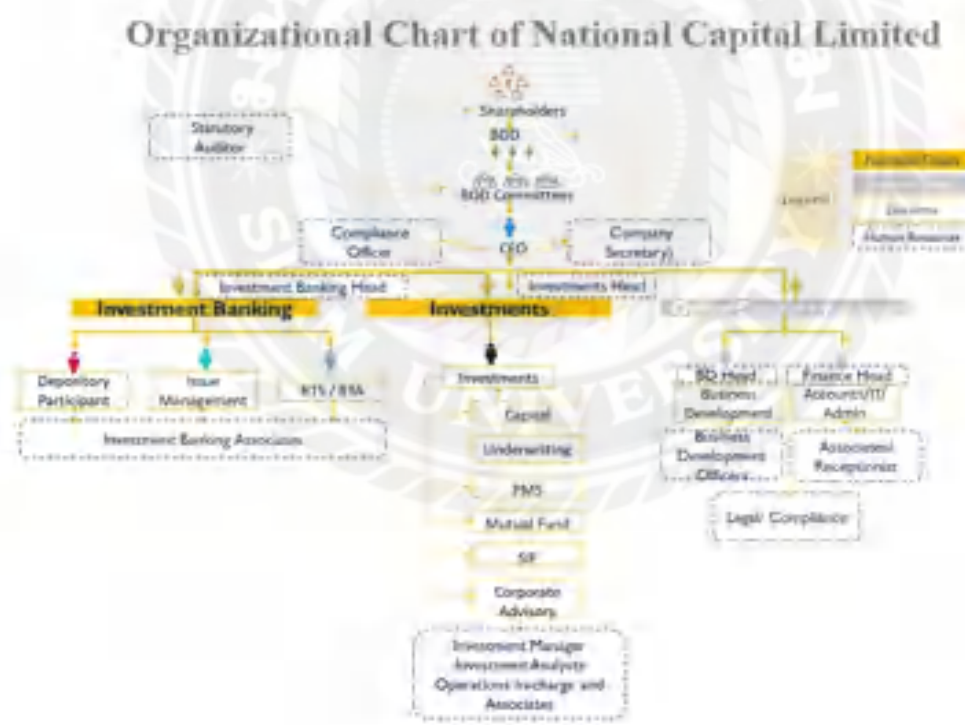 Organizational Chart of National Capital Limited
Shareholders
Statutory
Auditor
BOD
BOD Committees
Legend
Human Resources
Compliance
Officer
CEO
Company
Secretary
Investment Banking Head
Investments Head
Investment Banking
Investments
Depository
Participant
Issue
Management
RTS / RTA
Investment Banking Associates
Investments
Capital
Underwriting
PMS
Mutual Fund
SIF
Corporate
Advisory
Investment Manager
Investment Analysts
Operations Incharge and
Associates
BD Head
Business
Development
Business
Development
Officers
Finance Head
Accounts/IT/
Admin
Receptionist
Legal/ Compliance
UNIVERSITY